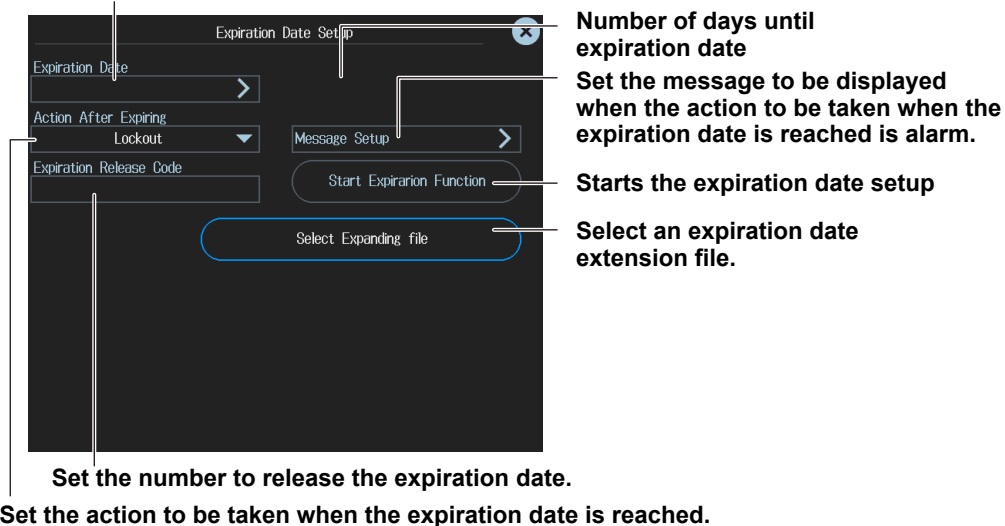 Expiration Date Setup
Number of days until
expiration date
Expiration Date
Set the message to be displayed
when the action to be taken when the
expiration date is reached is alarm.
Action After Expiring
Lockout
Message Setup
Expiration Release Code
Start Expirarion Function
Starts the expiration date setup
Select Expanding file
Select an expiration date
extension file.
Set the number to release the expiration date.
Set the action to be taken when the expiration date is reached.